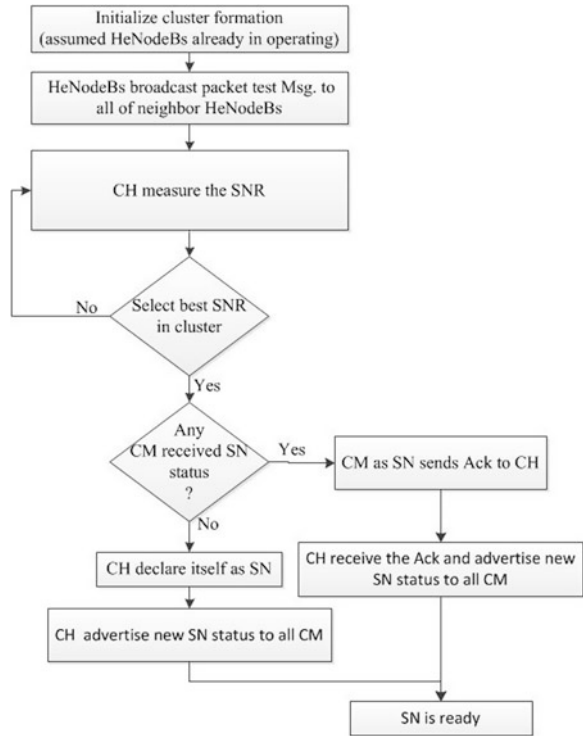 Initialize cluster formation
(assumed HeNodeBs already in operating)
HeNodeBs broadcast packet test Msg. to
all of neighbor HeNodeBs
CH measure the SNR
No
Select best SNR
in cluster
Yes
Any
CM received SN
status
?
Yes
CM as SN sends Ack to CH
No
CH declare itself as SN
CH receive the Ack and advertise new
SN status to all CM
CH advertise new SN status to all CM
SN is ready